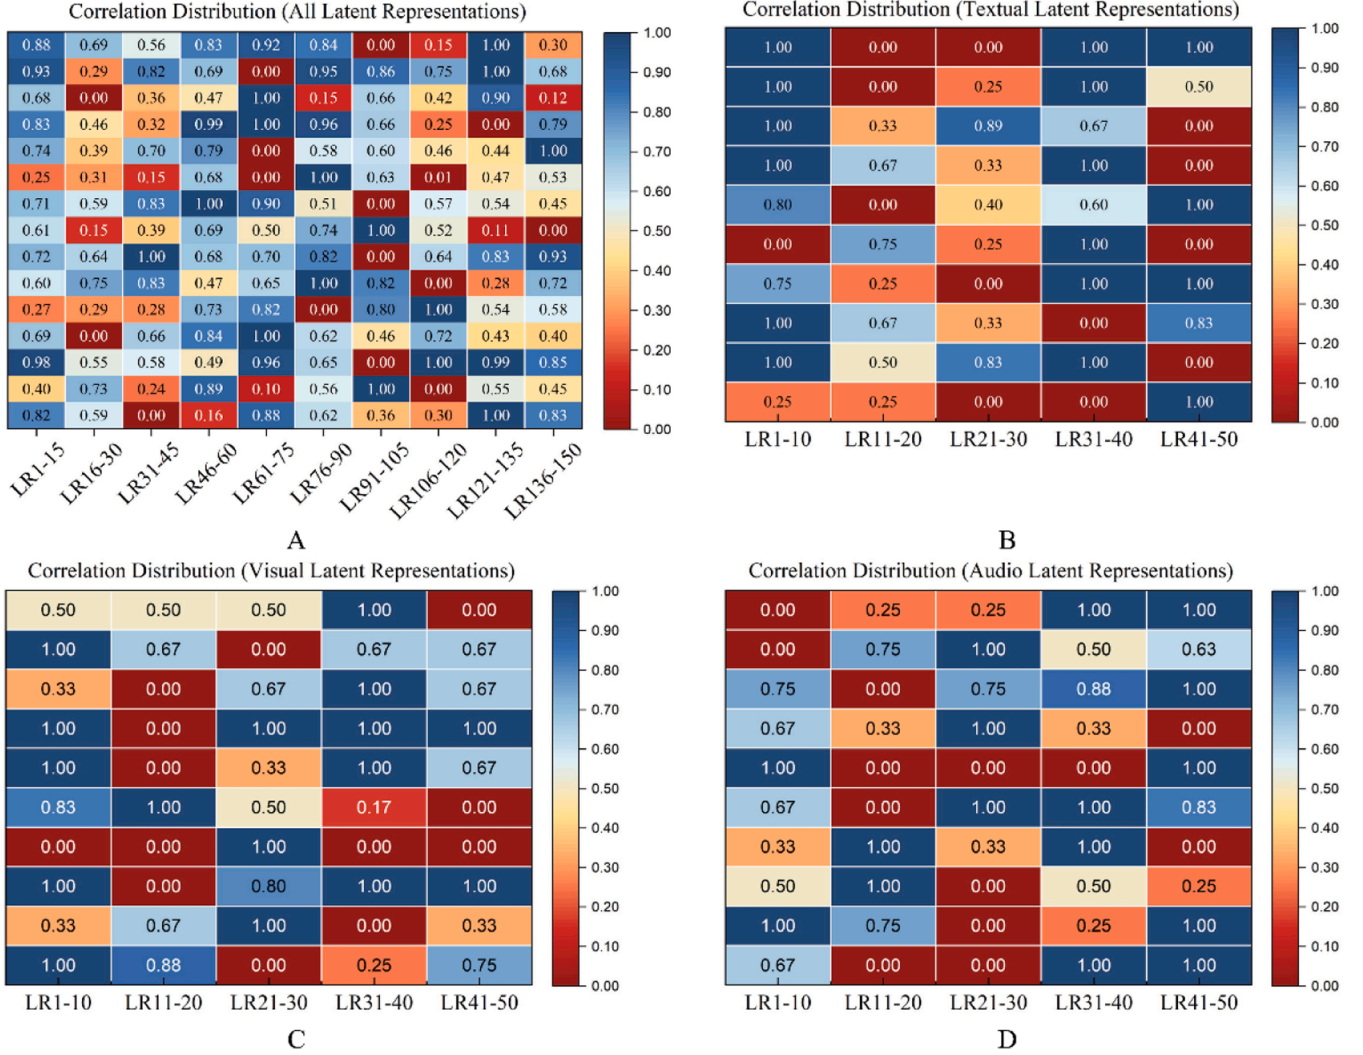 Correlation Distribution (All Latent Representations)
0.88 0.69 0.56 0.83 0.92 0.84 0.00 0.15 1.00 0.30 1.00
0.93 0.29 0.82 0.69 0.00 0.95 0.86 0.75 1.00 0.68 0.90
0.68 0.00 0.36 0.47 1.00 0.15 0.66 0.42 0.90 0.12 0.80
0.83 0.46 0.32 0.99 1.00 0.96 0.66 0.25 0.00 0.79
0.74 0.39 0.70 0.79 0.00 0.58 0.60 0.46 0.44 1.00 0.70
0.25 0.31 0.15 0.68 0.00 1.00 0.63 0.01 0.47 0.53 0.60
0.71 0.59 0.83 1.00 0.90 0.51 0.00 0.57 0.54 0.45
0.61 0.15 0.39 0.69 0.50 0.74 1.00 0.52 0.11 0.00 0.50
0.72 0.64 1.00 0.68 0.70 0.82 0.00 0.64 0.83 0.93 0.40
0.60 0.75 0.83 0.47 0.65 1.00 0.82 0.00 0.28 0.72
0.27 0.29 0.28 0.73 0.82 0.00 0.80 1.00 0.54 0.58 0.30
0.69 0.00 0.66 0.84 1.00 0.62 0.46 0.72 0.43 0.40 0.20
0.98 0.55 0.58 0.49 0.96 0.65 0.00 1.00 0.99 0.85
0.40 0.73 0.24 0.89 0.10 0.56 1.00 0.00 0.55 0.45 0.10
0.82 0.59 0.00 0.16 0.88 0.62 0.36 0.30 1.00 0.83 0.00
LR1-15 LR16-30 LR31-45 LR46-60 LR61-75 LR76-90 LR91-105 LR106-120 LR121-135 LR136-150
A
Correlation Distribution (Textual Latent Representations)
1.00 0.00 0.00 1.00 1.00 1.00
1.00 0.00 0.25 1.00 0.50 0.90
1.00 0.33 0.89 0.67 0.00 0.80
1.00 0.67 0.33 1.00 0.00 0.70
0.80 0.00 0.40 0.60 1.00 0.60
0.00 0.75 0.25 1.00 0.00 0.50
0.75 0.25 0.00 1.00 1.00 0.40
1.00 0.67 0.33 0.00 0.83 0.30
1.00 0.50 0.83 1.00 0.00 0.20
0.25 0.25 0.00 0.00 1.00 0.10
0.00
LR1-10 LR11-20 LR21-30 LR31-40 LR41-50
B
Correlation Distribution (Visual Latent Representations)
0.50 0.50 0.50 1.00 0.00 1.00
1.00 0.67 0.00 0.67 0.67 0.90
0.33 0.00 0.67 1.00 0.67 0.80
1.00 0.00 1.00 1.00 1.00 0.70
1.00 0.00 0.33 1.00 0.67 0.60
0.83 1.00 0.50 0.17 0.00 0.50
0.00 0.00 1.00 0.00 0.00 0.40
1.00 0.00 0.80 1.00 1.00 0.30
0.33 0.67 1.00 0.00 0.33 0.20
1.00 0.88 0.00 0.25 0.75 0.10
0.00
LR1-10 LR11-20 LR21-30 LR31-40 LR41-50
C
Correlation Distribution (Audio Latent Representations)
0.00 0.25 0.25 1.00 1.00 1.00
0.00 0.75 1.00 0.50 0.63 0.90
0.75 0.00 0.75 0.88 1.00 0.80
0.67 0.33 1.00 0.33 0.00 0.70
1.00 0.00 0.00 0.00 1.00 0.60
0.67 0.00 1.00 1.00 0.83 0.50
0.33 1.00 0.33 1.00 0.00 0.40
0.50 1.00 0.00 0.50 0.25 0.30
1.00 0.75 0.00 0.25 1.00 0.20
0.67 0.00 0.00 1.00 1.00 0.10
0.00
LR1-10 LR11-20 LR21-30 LR31-40 LR41-50
D